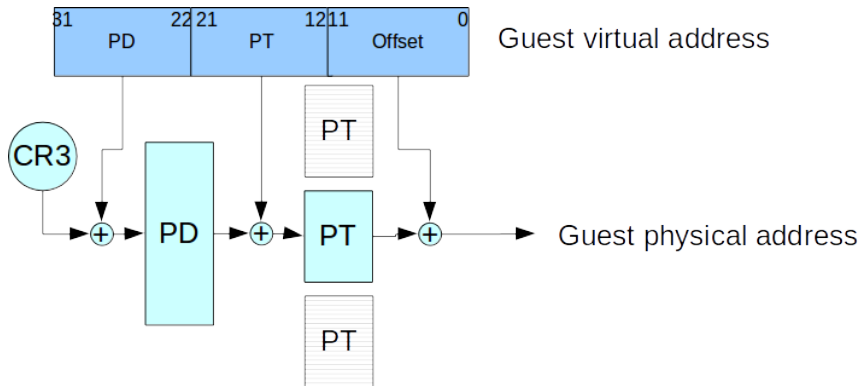 31 22 21 12 11 0
PD PT Offset
Guest virtual address
PT
CR3
PD
PT
Guest physical address
PT